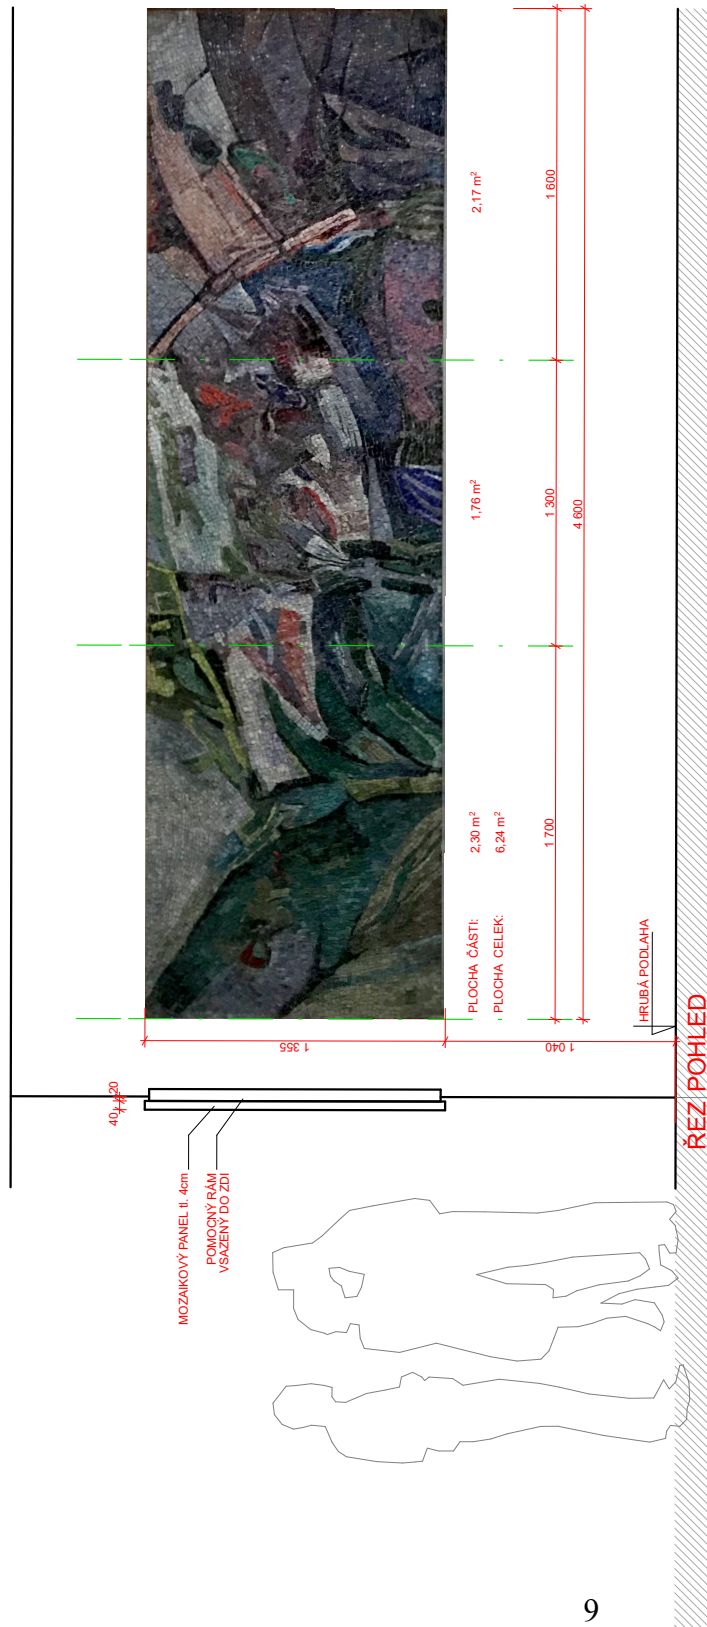 40
20
MOZAIKOVÝ PANEL tl. 4cm
POMOCNÝ RÁM
VSAZENÝ DO ZDI
1 355
1 040
PLOCHA ČÁSTI: 2,30 m² 1,76 m² 2,17 m²
PLOCHA CELEK: 6,24 m²
1 700 1 300 1 600
4 600
HRUBÁ PODLAHA
ŘEZ POHLED
9